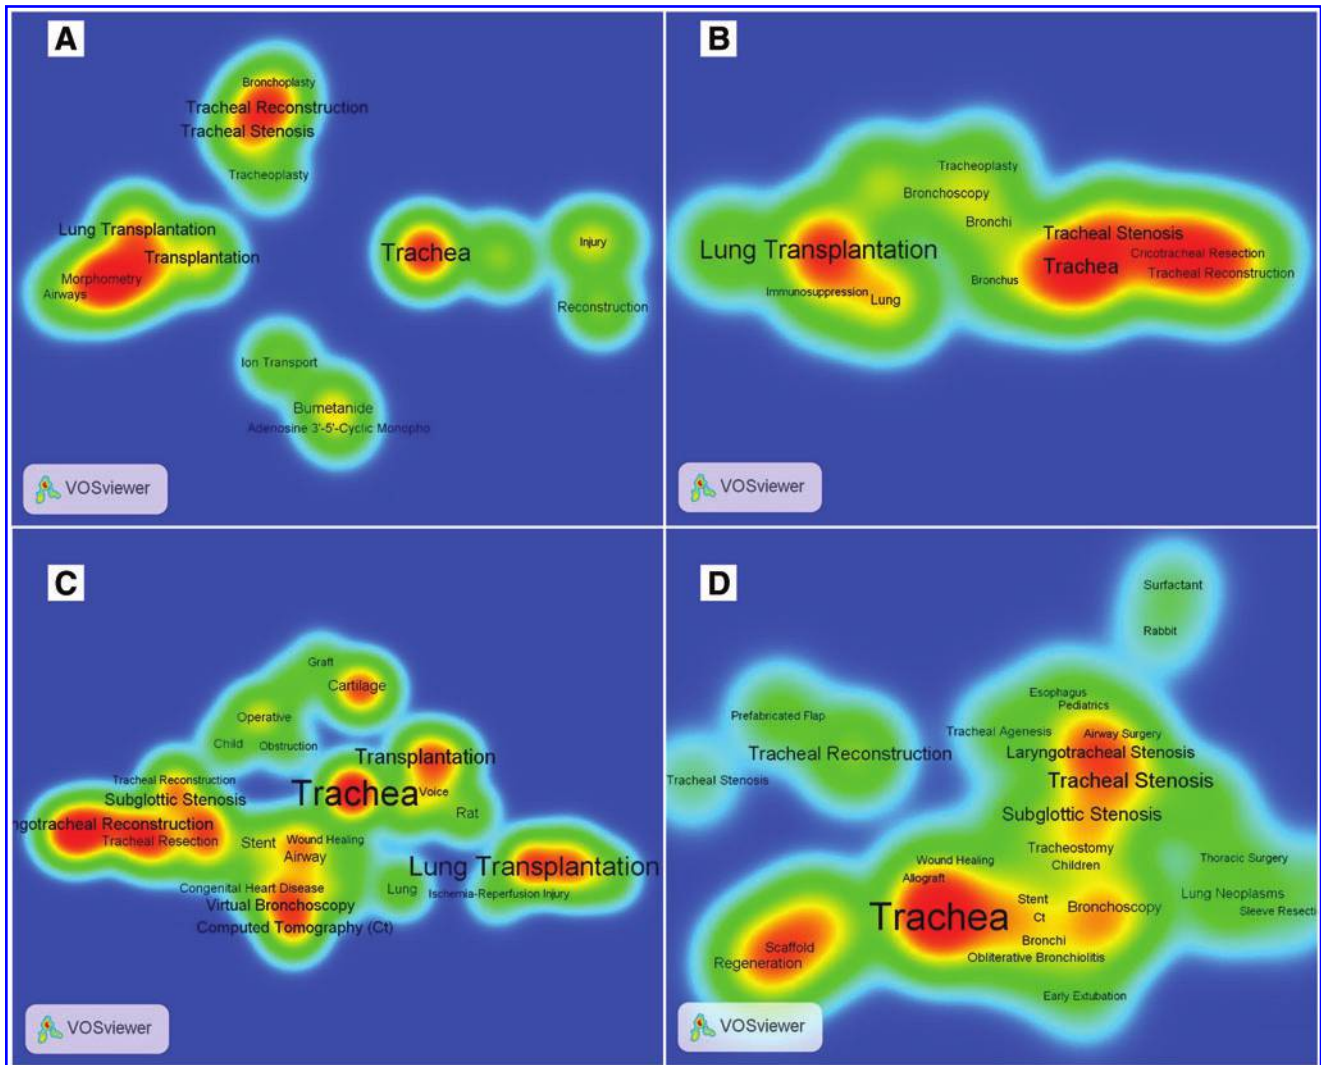 A
Bronchoplasty
Tracheal Reconstruction
Tracheal Stenosis
Tracheoplasty
Lung Transplantation
Transplantation
Morphometry
Airways
Trachea
Injury
Reconstruction
Ion Transport
Bumetanide
Adenosine 3'-5'-Cyclic Monopho
VOSviewer
B
Tracheoplasty
Bronchoscopy
Bronchi
Lung Transplantation
Tracheal Stenosis
Cricotracheal Resection
Trachea
Tracheal Reconstruction
Bronchus
Immunosuppression
Lung
VOSviewer
C
Graft
Cartilage
Operative
Child
Obstruction
Transplantation
Tracheal Reconstruction
Trachea
Voice
Subglottic Stenosis
Rat
ngotracheal Reconstruction
Tracheal Resection
Stent
Wound Healing
Airway
Lung Transplantation
Congenital Heart Disease
Lung
Ischemia-Reperfusion Injury
Virtual Bronchoscopy
Computed Tomography (Ct)
VOSviewer
D
Surfactant
Rabbit
Esophagus
Pediatrics
Prefabricated Flap
Tracheal Agenesis
Airway Surgery
Tracheal Reconstruction
Laryngotracheal Stenosis
Tracheal Stenosis
Tracheal Stenosis
Subglottic Stenosis
Tracheostomy
Children
Wound Healing
Thoracic Surgery
Allograft
Lung Neoplasms
Stent
Bronchoscopy
Sleeve Resecti
Trachea
Ct
Bronchi
Scaffold
Obliterative Bronchiolitis
Regeneration
Early Extubation
VOSviewer